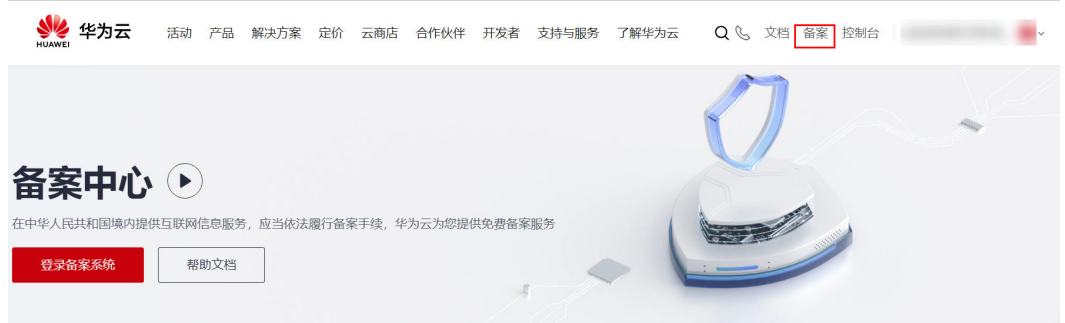 HUAWEI 华为云 活动 产品 解决方案 定价 云商店 合作伙伴 开发者 支持与服务 了解华为云 文档 备案 控制台
备案中心
在中华人民共和国境内提供互联网信息服务，应当依法履行备案手续，华为云为您提供免费备案服务
登录备案系统 帮助文档